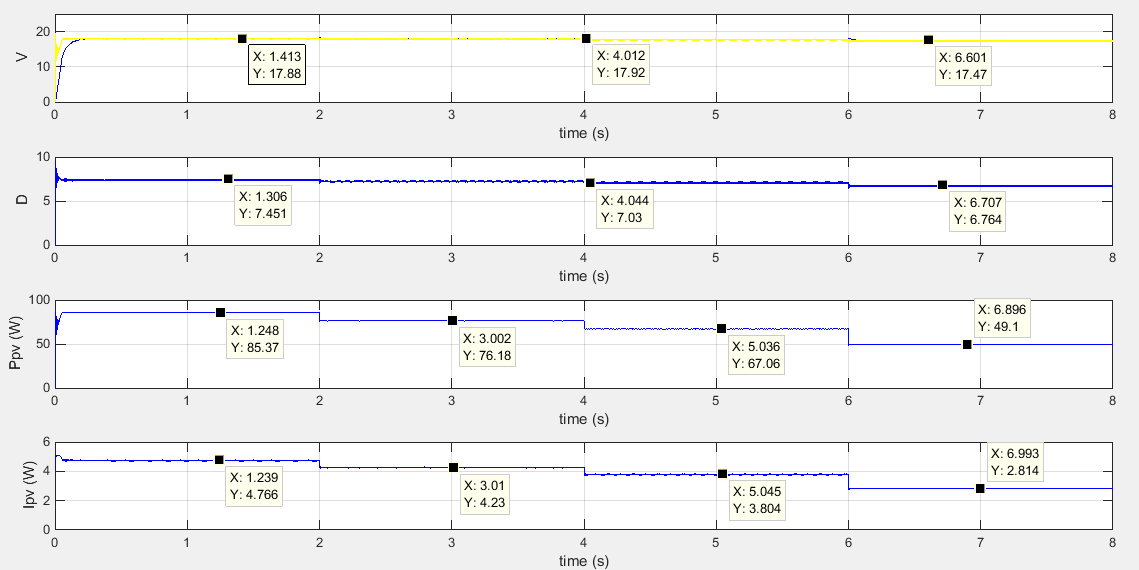 V
20
10
0
X: 1.413
Y: 17.88
X: 4.012
Y: 17.92
X: 6.601
Y: 17.47
0 1 2 3 4 5 6 7 8
time (s)
D
10
5
0
X: 1.306
Y: 7.451
X: 4.044
Y: 7.03
X: 6.707
Y: 6.764
0 1 2 3 4 5 6 7 8
time (s)
Ppv (W)
100
50
0
X: 1.248
Y: 85.37
X: 3.002
Y: 76.18
X: 5.036
Y: 67.06
X: 6.896
Y: 49.1
0 1 2 3 4 5 6 7 8
time (s)
Ipv (W)
6
4
2
0
X: 1.239
Y: 4.766
X: 3.01
Y: 4.23
X: 5.045
Y: 3.804
X: 6.993
Y: 2.814
0 1 2 3 4 5 6 7 8
time (s)